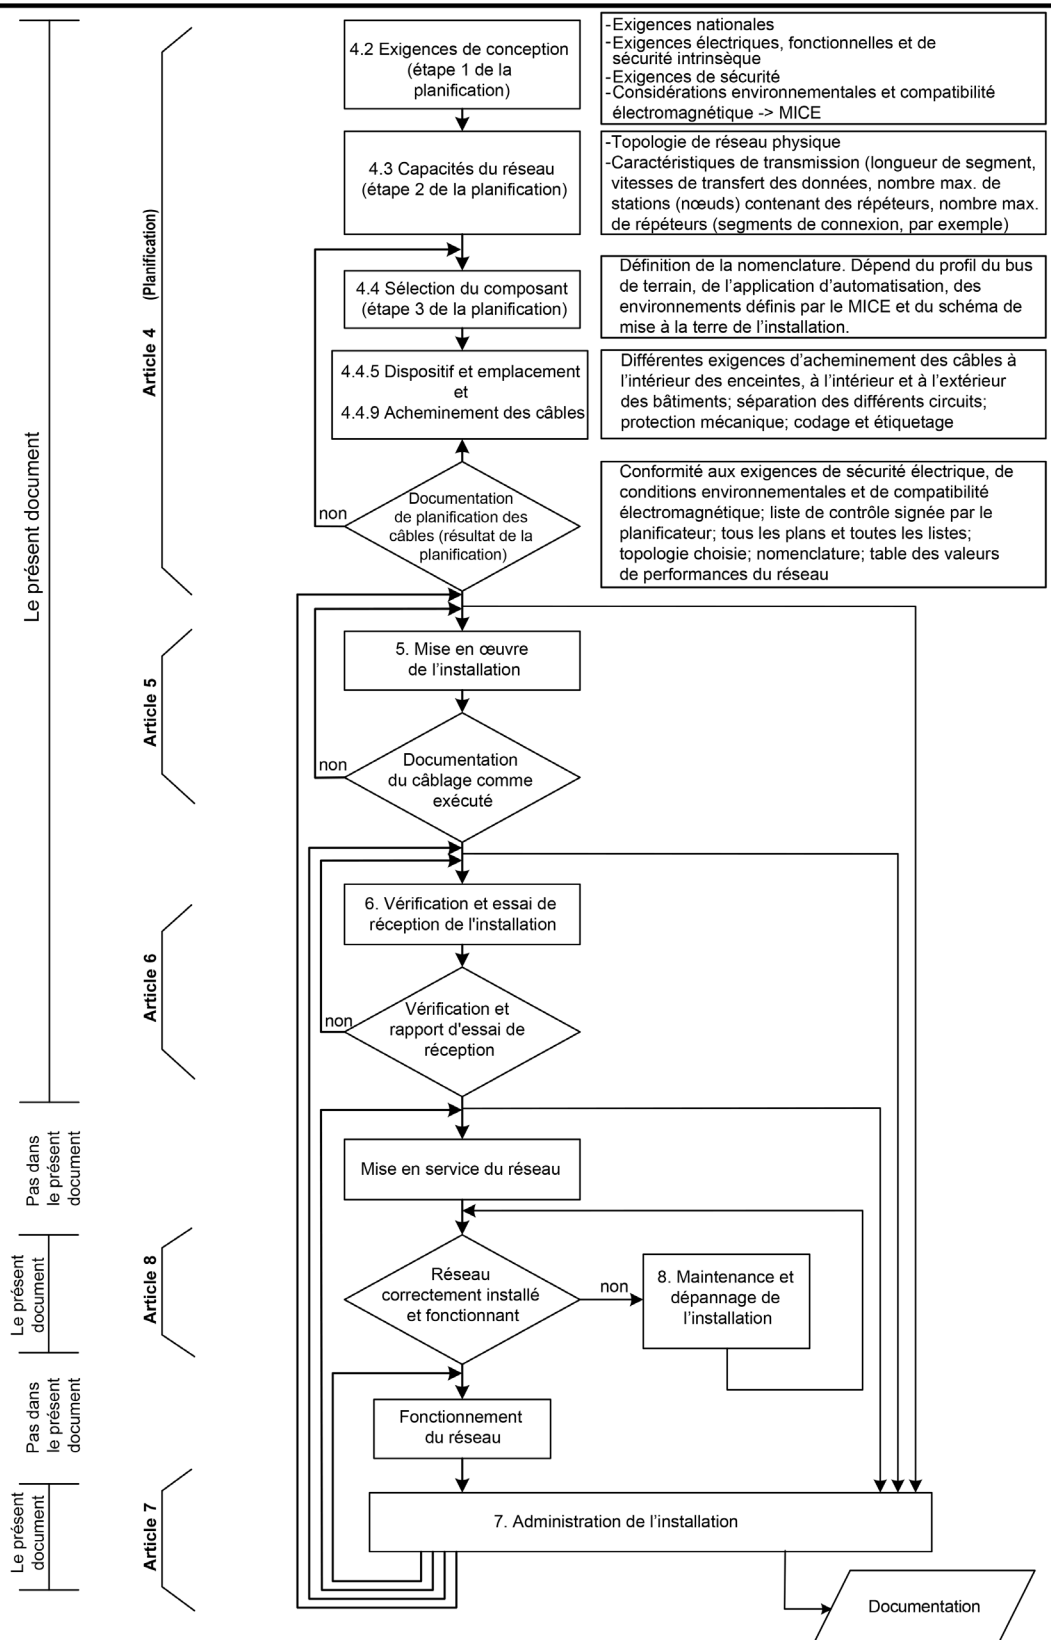 4.2 Exigences de conception
(étape 1 de la
planification)
-Exigences nationales
-Exigences électriques, fonctionnelles et de
sécurité intrinsèque
-Exigences de sécurité
-Considérations environnementales et compatibilité
électromagnétique -> MICE
4.3 Capacités du réseau
(étape 2 de la planification)
-Topologie de réseau physique
-Caractéristiques de transmission (longueur de segment,
vitesses de transfert des données, nombre max. de
stations (nœuds) contenant des répéteurs, nombre max.
de répéteurs (segments de connexion, par exemple)
4.4 Sélection du composant
(étape 3 de la planification)
Définition de la nomenclature. Dépend du profil du bus
de terrain, de l’application d’automatisation, des
environnements définis par le MICE et du schéma de
mise à la terre de l’installation.
4.4.5 Dispositif et emplacement
et
4.4.9 Acheminement des câbles
Différentes exigences d’acheminement des câbles à
l’intérieur des enceintes, à l’intérieur et à l’extérieur
des bâtiments; séparation des différents circuits;
protection mécanique; codage et étiquetage
Documentation
de planification des
câbles (résultat de la
planification)
non
Conformité aux exigences de sécurité électrique, de
conditions environnementales et de compatibilité
électromagnétique; liste de contrôle signée par le
planificateur; tous les plans et toutes les listes;
topologie choisie; nomenclature; table des valeurs
de performances du réseau
Article 4 (Planification)
Le présent document
5. Mise en œuvre
de l’installation
Article 5
Documentation
du câblage comme
exécuté
non
6. Vérification et essai de
réception de l'installation
Article 6
Vérification et
rapport d'essai de
réception
non
Pas dans
le présent
document
Mise en service du réseau
Le présent
document
Article 8
Réseau
correctement installé
et fonctionnant
non
8. Maintenance et
dépannage de
l’installation
Pas dans
le présent
document
Fonctionnement
du réseau
Le présent
document
Article 7
7. Administration de l’installation
Documentation